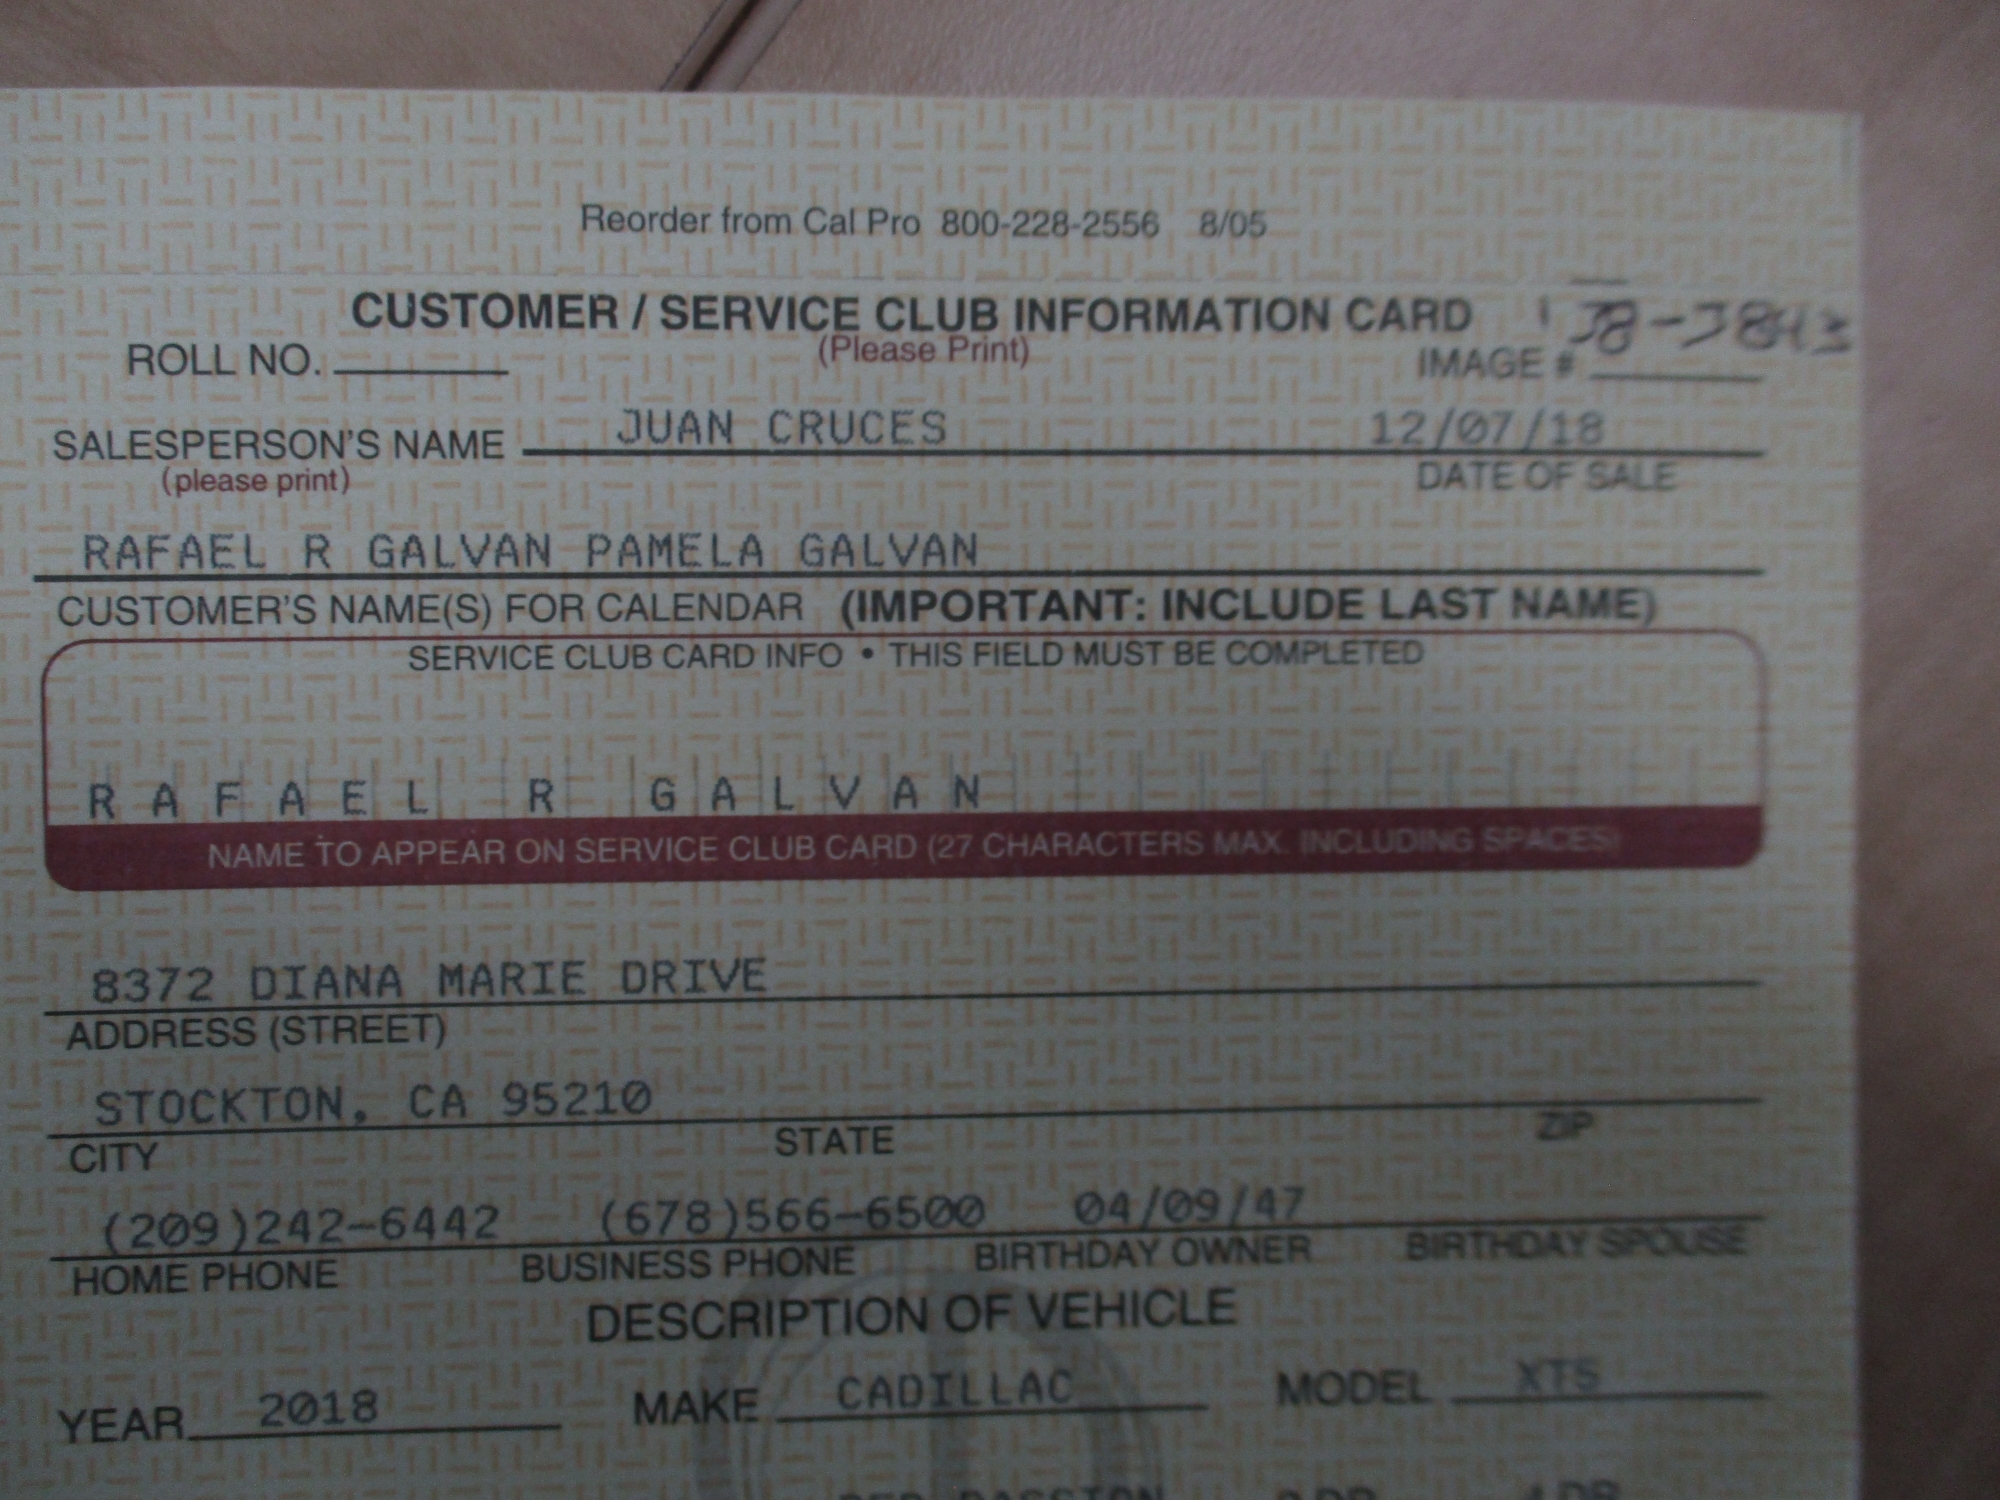 Reorder from Cal Pro 800-228-2556 8/05
CUSTOMER / SERVICE CLUB INFORMATION CARD
(Please Print)
ROLL NO.
IMAGE #
JUAN CRUCES 12/07/18
SALESPERSON'S NAME
(please print)
DATE OF SALE
RAFAEL R GALVAN PAMELA GALVAN
CUSTOMER'S NAME(S) FOR CALENDAR (IMPORTANT: INCLUDE LAST NAME)
SERVICE CLUB CARD INFO • THIS FIELD MUST BE COMPLETED
RAFAEL R GALVAN
NAME TO APPEAR ON SERVICE CLUB CARD (27 CHARACTERS MAX. INCLUDING SPACES)
8372 DIANA MARIE DRIVE
ADDRESS (STREET)
STOCKTON, CA 95210
CITY STATE ZIP
(209)242-6442 (678)566-6500 04/09/47
HOME PHONE BUSINESS PHONE BIRTHDAY OWNER BIRTHDAY SPOUSE
DESCRIPTION OF VEHICLE
YEAR 2018 MAKE CADILLAC MODEL XTS